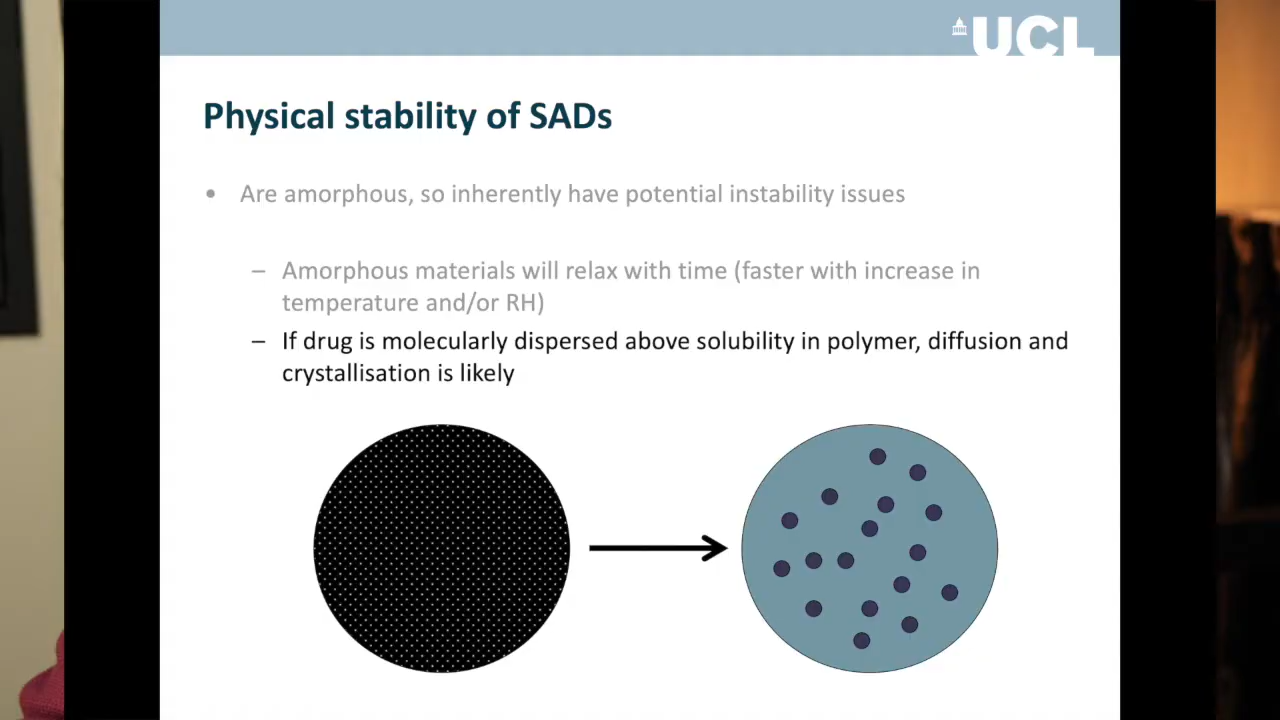 UCL
Physical stability of SADs
• Are amorphous, so inherently have potential instability issues
– Amorphous materials will relax with time (faster with increase in
temperature and/or RH)
– If drug is molecularly dispersed above solubility in polymer, diffusion and
crystallisation is likely